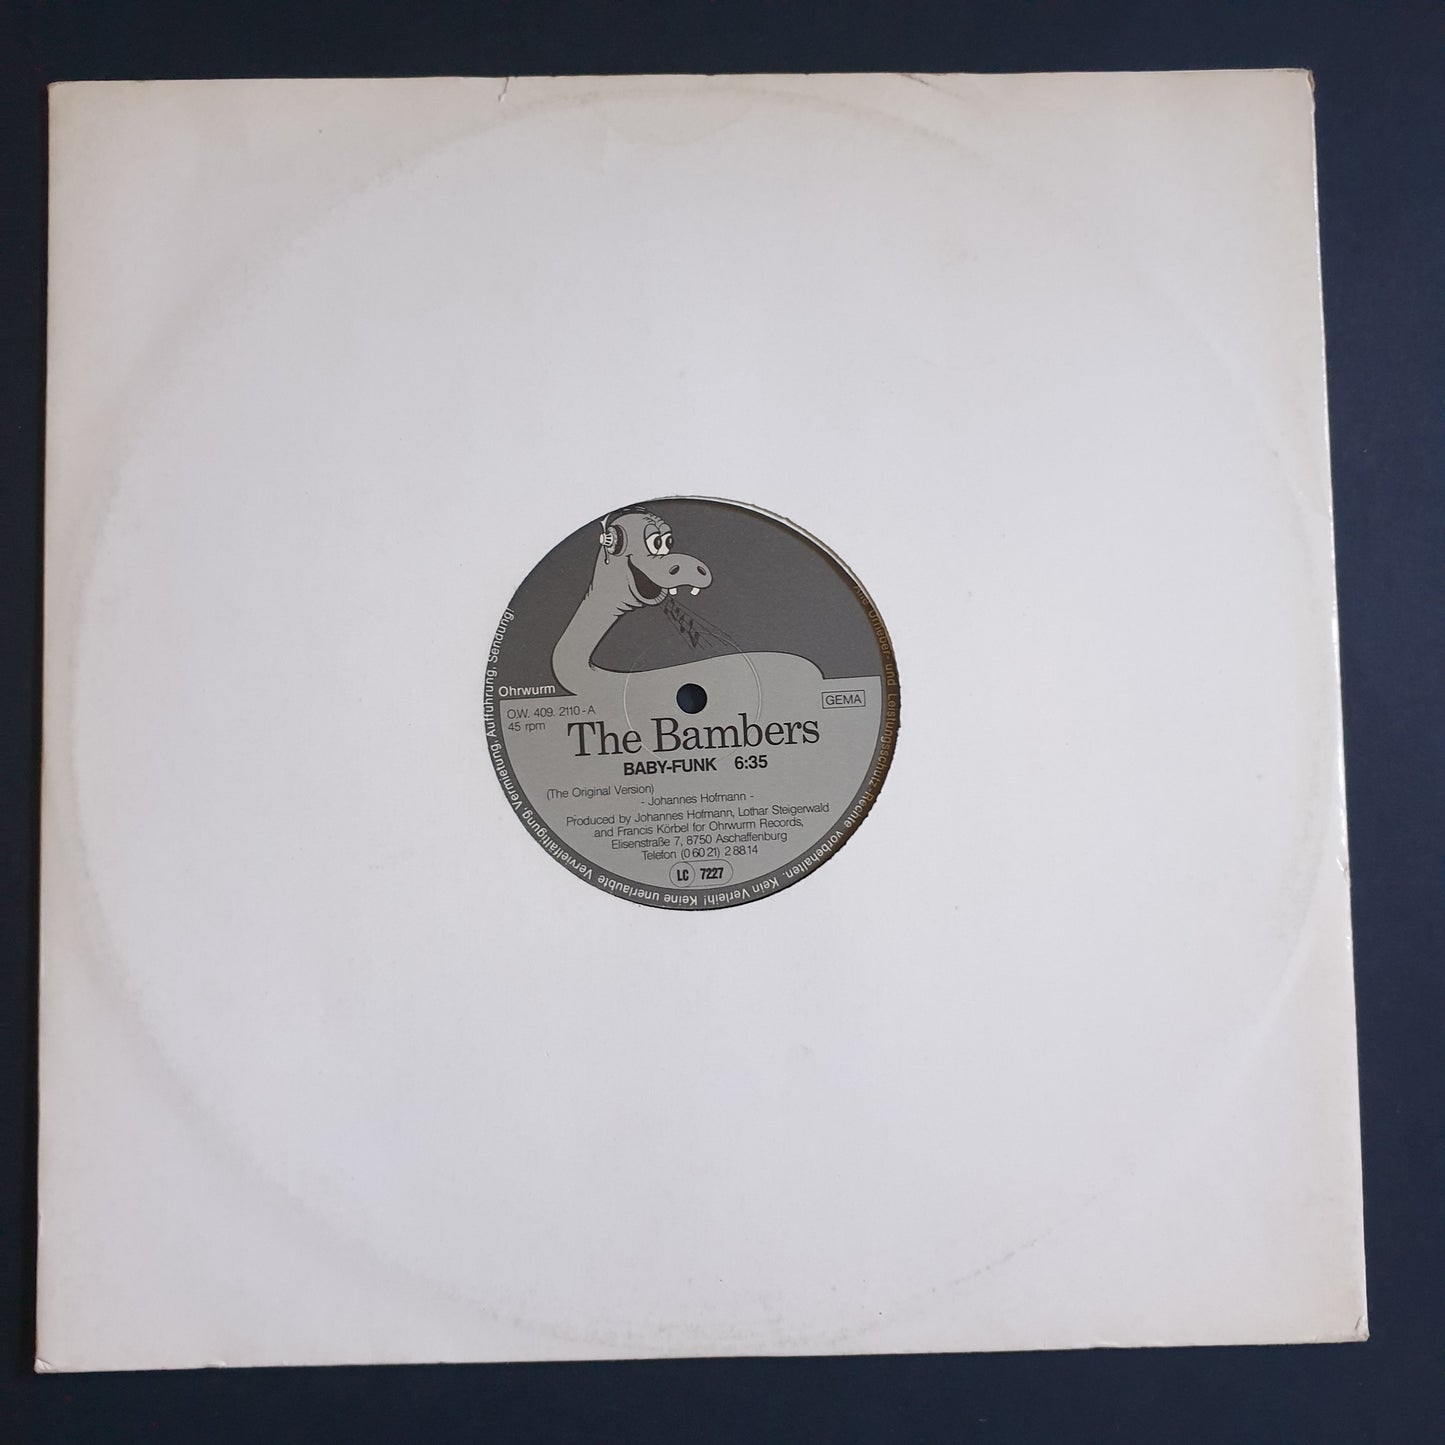 Ohrwurm
O.W. 409. 2110 - A
45 rpm
GEMA
The Bambers
BABY-FUNK 6:35
(The Original Version)
- Johannes Hofmann -
Produced by Johannes Hofmann, Lothar Steigerwald
and Francis Körbel for Ohrwurm Records,
Elisenstraße 7, 8750 Aschaffenburg
Telefon (0 60 21) 2 88 14
LC 7227
Alle Urheber- und Leistungsschutz-Rechte vorbehalten. Kein Verleih! Keine unerlaubte Vervielfältigung, Vermietung, Aufführung, Sendung!